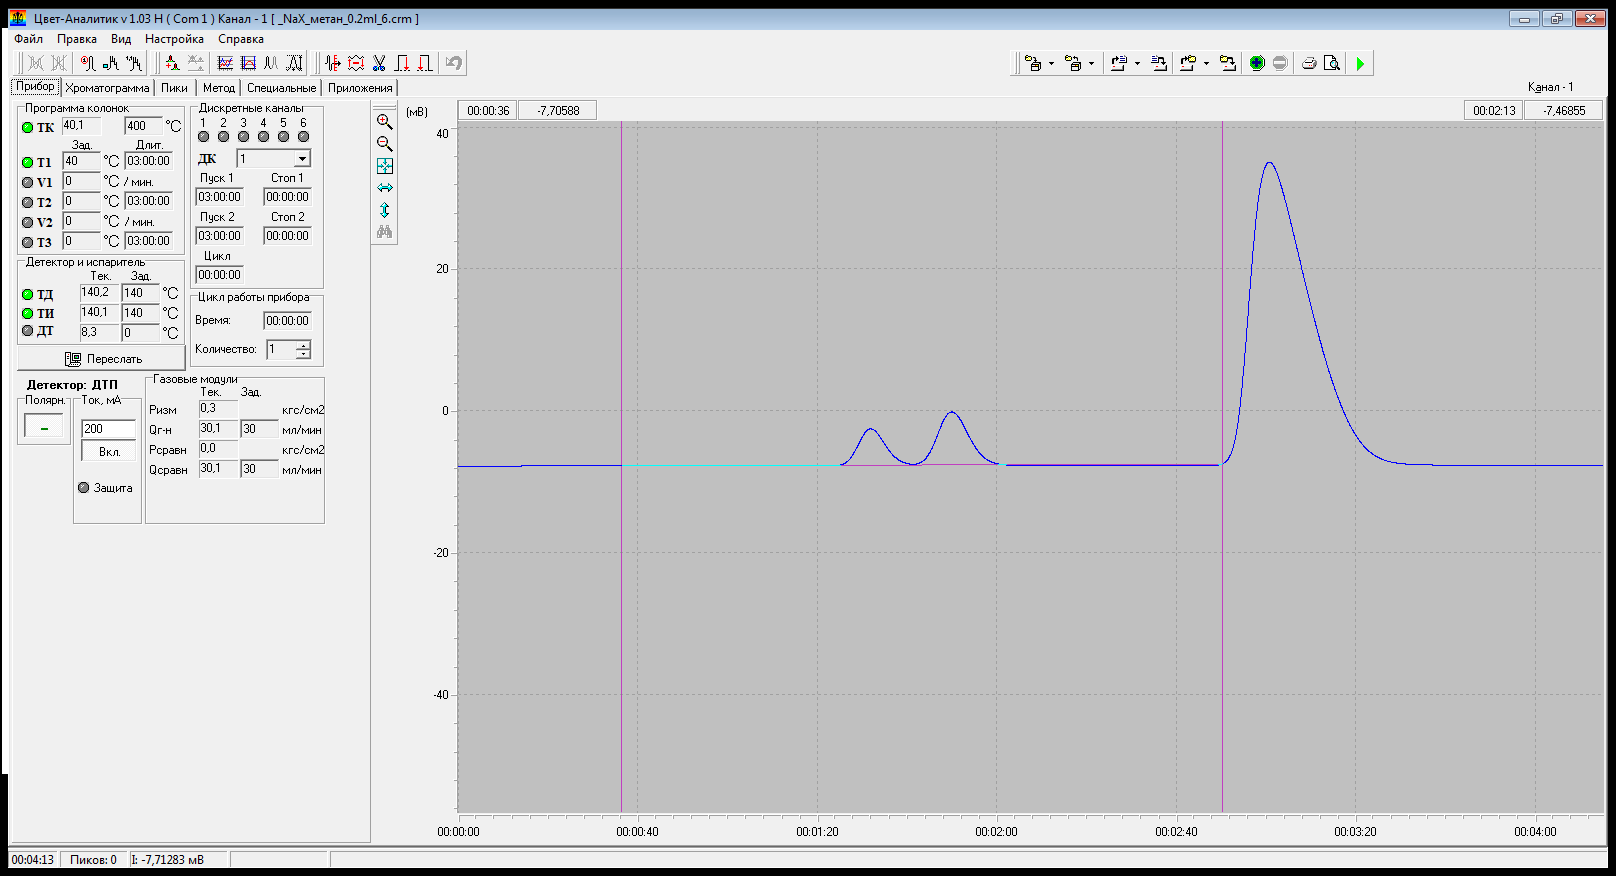 Цвет-Аналитик v 1.03 H ( Com 1 ) Канал - 1 [ _NaX_метан_0.2ml_6.crm ]
Файл Правка Вид Настройка Справка
Прибор Хроматограмма Пики Метод Специальные Приложения
Канал - 1
Программа колонок
ТК 40,1 400 °C
Зад. Длит.
Т1 40 °C 03:00:00
V1 0 °C / мин.
Т2 0 °C 03:00:00
V2 0 °C / мин.
Т3 0 °C 03:00:00
Детектор и испаритель
Тек. Зад.
ТД 140,2 140 °C
ТИ 140,1 140 °C
ДТ 8,3 0 °C
Переслать
Детектор: ДТП
Полярн.
-
Ток, мА
200
Вкл.
Защита
Дискретные каналы
1 2 3 4 5 6
ДК 1
Пуск 1 Стоп 1
03:00:00 00:00:00
Пуск 2 Стоп 2
03:00:00 00:00:00
Цикл
00:00:00
Цикл работы прибора
Время: 00:00:00
Количество: 1
Газовые модули
Тек. Зад.
Ризм 0,3 кгс/см2
Qг-н 30,1 30 мл/мин
Рсравн 0,0 кгс/см2
Qсравн 30,1 30 мл/мин
(мВ)
00:00:36 -7,70588
00:02:13 -7,46855
40
20
0
-20
-40
00:00:00 00:00:40 00:01:20 00:02:00 00:02:40 00:03:20 00:04:00
00:04:13 Пиков: 0 I: -7,71283 мВ